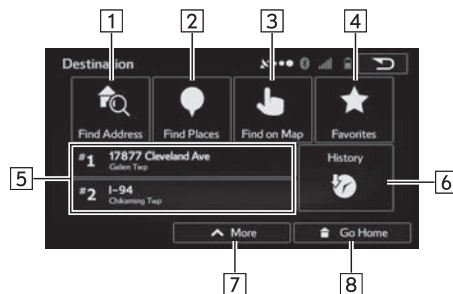 1 2 3 4
Destination
Find Address Find Places Find on Map Favorites
5
#1 17877 Cleveland Ave
Galien Twp
History
6
#2 I-94
Chikaming Twp
More Go Home
7 8